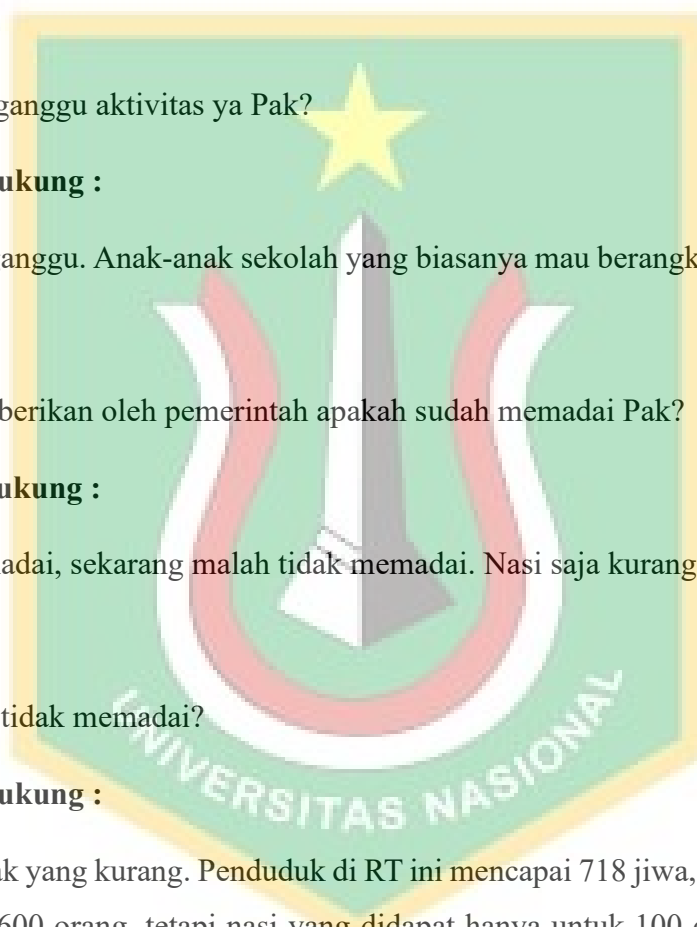 ganggu aktivitas ya Pak?
ukung :
anggu. Anak-anak sekolah yang biasanya mau berangk
berikan oleh pemerintah apakah sudah memadai Pak?
ukung :
adai, sekarang malah tidak memadai. Nasi saja kurang
tidak memadai?
UNIVERSITAS NASIONAL
ukung :
ak yang kurang. Penduduk di RT ini mencapai 718 jiwa,
600 orang, tetapi nasi yang didapat hanya untuk 100